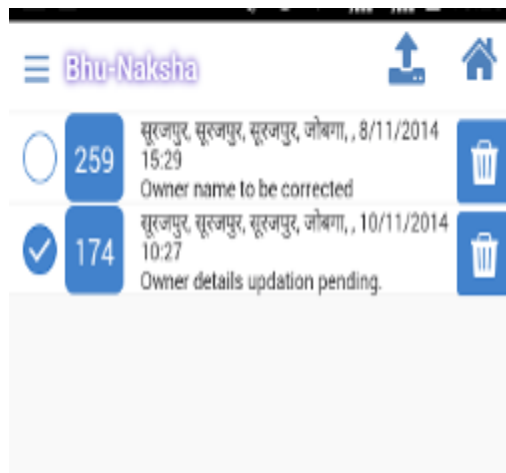 Bhu-Naksha
259
सूरजपुर, सूरजपुर, सूरजपुर, जोबगा, , 8/11/2014
15:29
Owner name to be corrected
174
सूरजपुर, सूरजपुर, सूरजपुर, जोबगा, , 10/11/2014
10:27
Owner details updation pending.